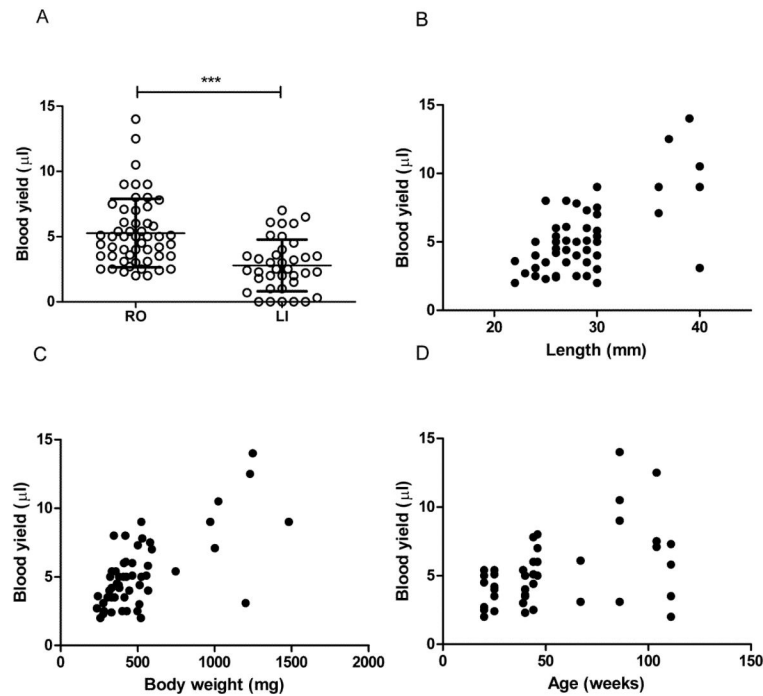 A
***
Blood yield (µl)
15
10
5
0
RO LI
B
Blood yield (µl)
15
10
5
0
20 30 40
Length (mm)
C
Blood yield (µl)
15
10
5
0
0 500 1000 1500 2000
Body weight (mg)
D
Blood yield (µl)
15
10
5
0
0 50 100 150
Age (weeks)